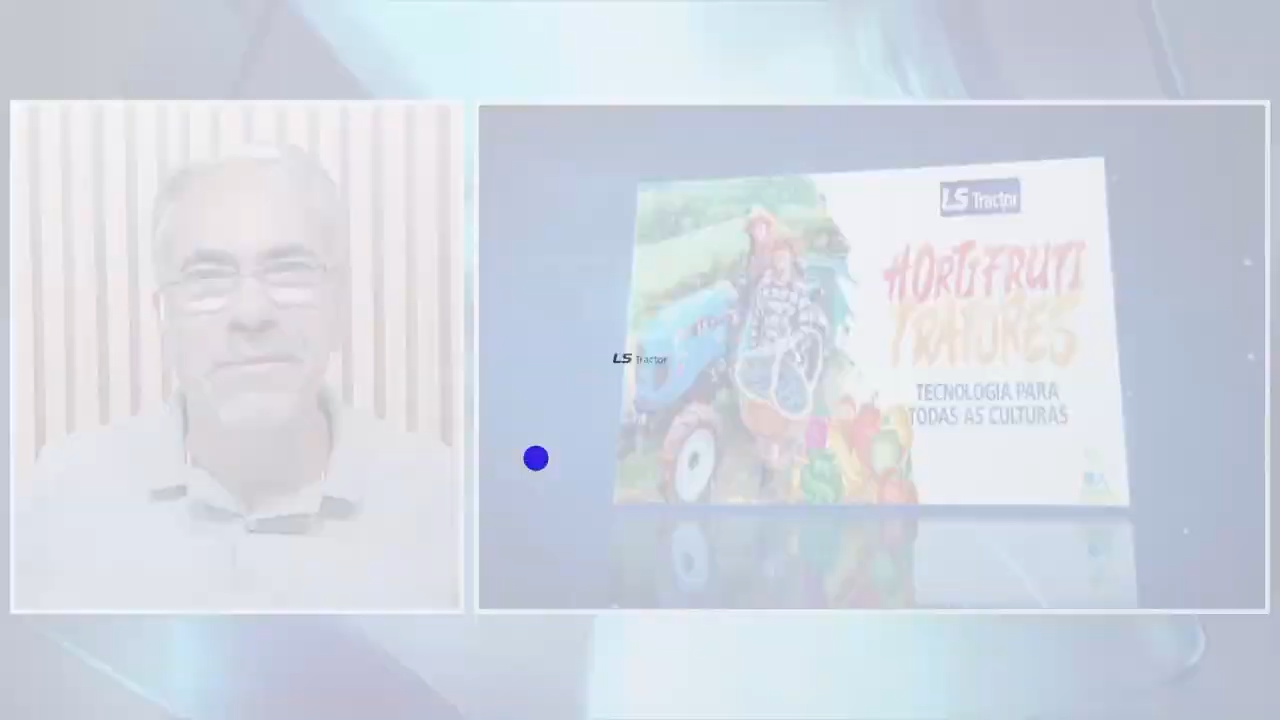 LS Tractor
HORTIFRUTI
TRATORES
TECNOLOGIA PARA
TODAS AS CULTURAS
LS Tractor